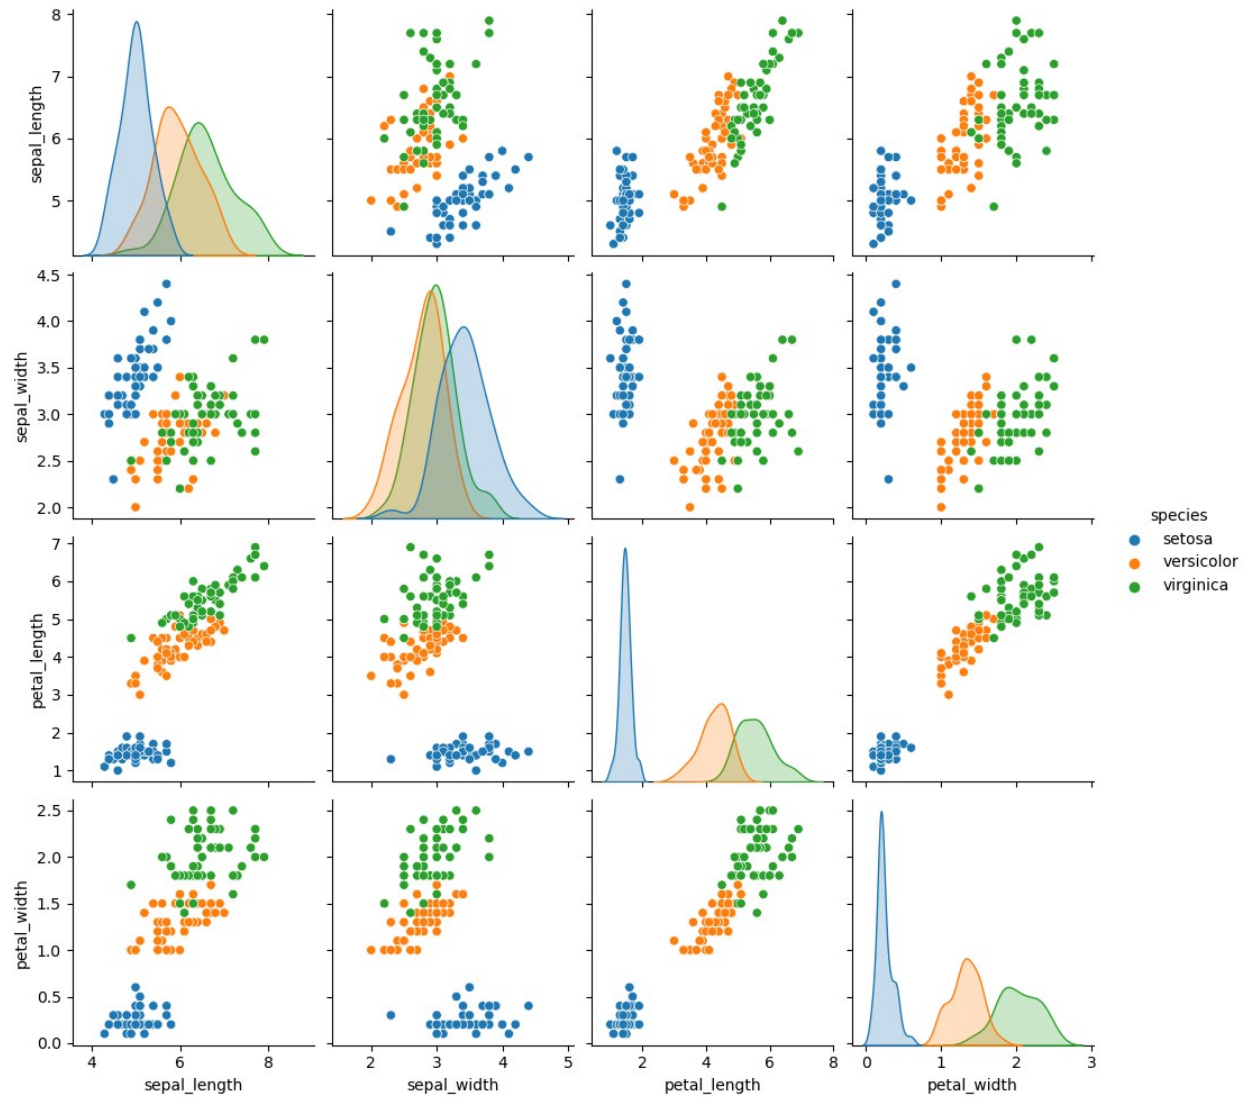 8
7
6
5
sepal_length
4.5
4.0
3.5
3.0
2.5
2.0
sepal_width
7
6
5
4
3
2
1
petal_length
2.5
2.0
1.5
1.0
0.5
0.0
petal_width
4 6 8
sepal_length
2 3 4 5
sepal_width
2 4 6 8
petal_length
0 1 2 3
petal_width
species
setosa
versicolor
virginica